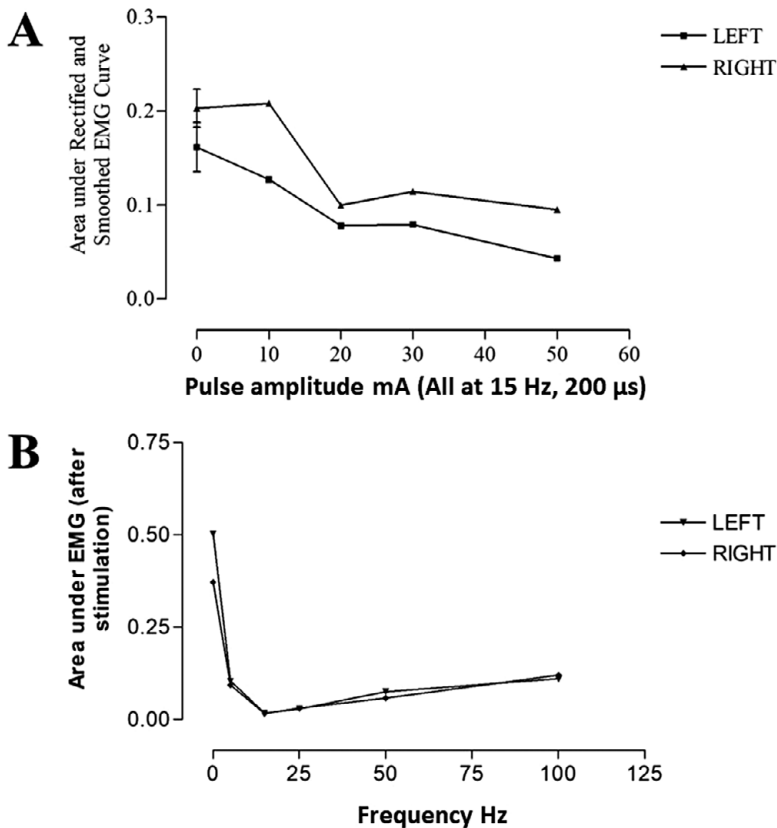 A
Area under Rectified and
Smoothed EMG Curve
0.3
0.2
0.1
0.0
0 10 20 30 40 50 60
Pulse amplitude mA (All at 15 Hz, 200 µs)
LEFT
RIGHT
B
Area under EMG (after
stimulation)
0.75
0.50
0.25
0.00
0 25 50 75 100 125
Frequency Hz
LEFT
RIGHT